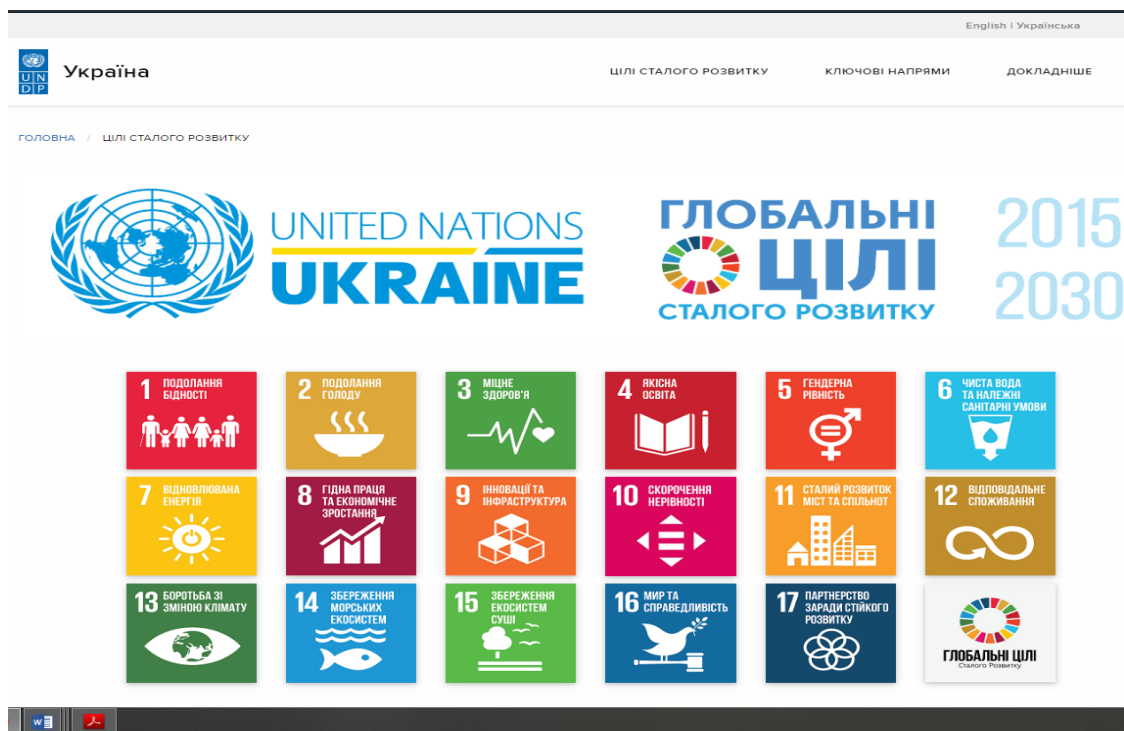 English | Українська
UN
DP
Україна
ЦІЛІ СТАЛОГО РОЗВИТКУ
КЛЮЧОВІ НАПРЯМИ
ДОКЛАДНІШЕ
ГОЛОВНА / ЦІЛІ СТАЛОГО РОЗВИТКУ
UNITED NATIONS
UKRAINE
ГЛОБАЛЬНІ
ЦІЛІ
СТАЛОГО РОЗВИТКУ
2015
2030
1 ПОДОЛАННЯ
БІДНОСТІ
2 ПОДОЛАННЯ
ГОЛОДУ
3 МІЦНЕ
ЗДОРОВ'Я
4 ЯКІСНА
ОСВІТА
5 ГЕНДЕРНА
РІВНІСТЬ
6 ЧИСТА ВОДА
ТА НАЛЕЖНІ
САНІТАРНІ УМОВИ
7 ВІДНОВЛЮВАНА
ЕНЕРГІЯ
8 ГІДНА ПРАЦЯ
ТА ЕКОНОМІЧНЕ
ЗРОСТАННЯ
9 ІННОВАЦІЇ ТА
ІНФРАСТРУКТУРА
10 СКОРОЧЕННЯ
НЕРІВНОСТІ
11 СТАЛИЙ РОЗВИТОК
МІСТ ТА СПІЛЬНОТ
12 ВІДПОВІДАЛЬНЕ
СПОЖИВАННЯ
13 БОРОТЬБА ЗІ
ЗМІНОЮ КЛІМАТУ
14 ЗБЕРЕЖЕННЯ
МОРСЬКИХ
ЕКОСИСТЕМ
15 ЗБЕРЕЖЕННЯ
ЕКОСИСТЕМ
СУШІ
16 МИР ТА
СПРАВЕДЛИВІСТЬ
17 ПАРТНЕРСТВО
ЗАРАДИ СТІЙКОГО
РОЗВИТКУ
ГЛОБАЛЬНІ ЦІЛІ
Сталого Розвитку
W